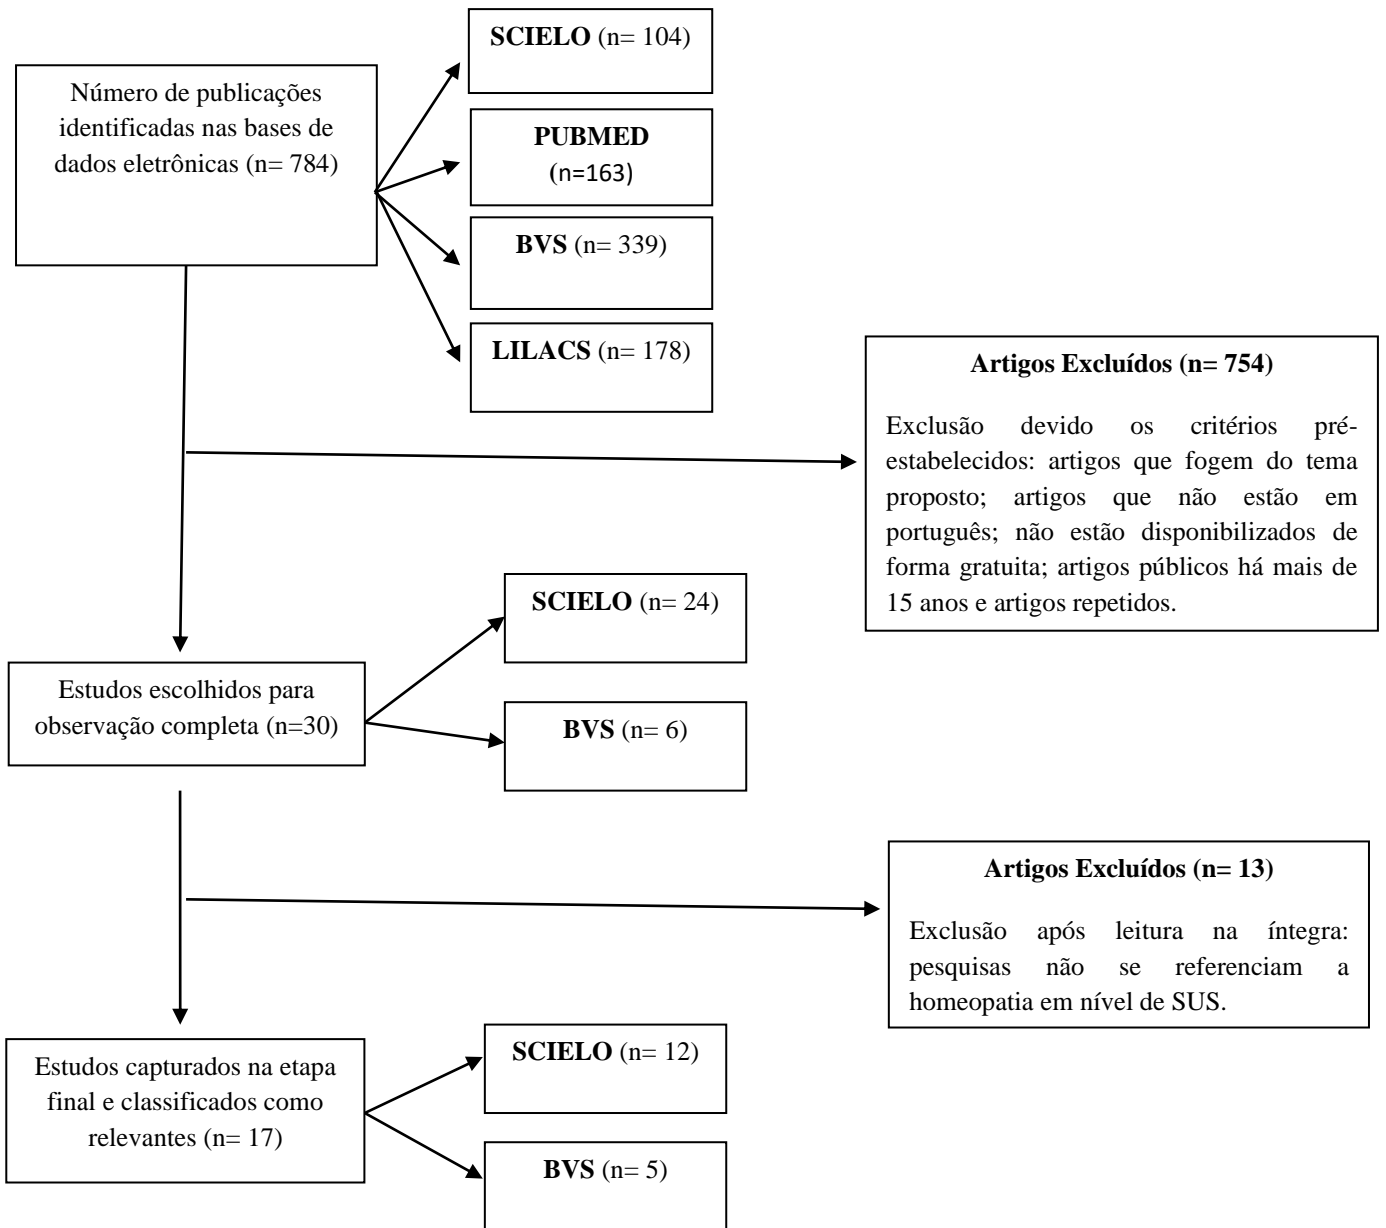 SCIELO (n= 104)
Número de publicações
identificadas nas bases de
dados eletrônicas (n= 784)
PUBMED
(n=163)
BVS (n= 339)
LILACS (n= 178)
Artigos Excluídos (n= 754)
Exclusão devido os critérios pré-
estabelecidos: artigos que fogem do tema
proposto; artigos que não estão em
português; não estão disponibilizados de
forma gratuita; artigos públicos há mais de
15 anos e artigos repetidos.
SCIELO (n= 24)
Estudos escolhidos para
observação completa (n=30)
BVS (n= 6)
Artigos Excluídos (n= 13)
Exclusão após leitura na íntegra:
pesquisas não se referenciam a
homeopatia em nível de SUS.
SCIELO (n= 12)
Estudos capturados na etapa
final e classificados como
relevantes (n= 17)
BVS (n= 5)